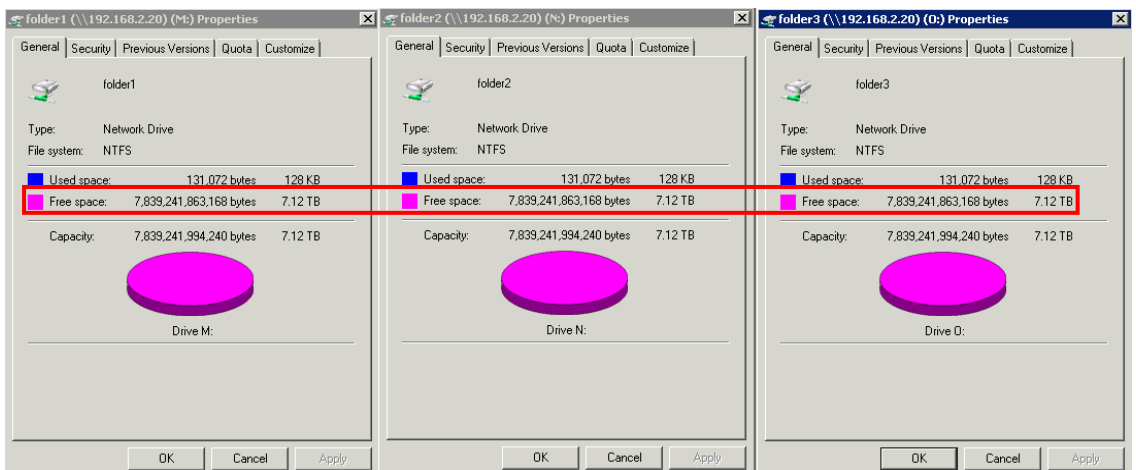 folder1 (\\192.168.2.20) (M:) Properties
General Security Previous Versions Quota Customize
folder1
Type: Network Drive
File system: NTFS
Used space: 131,072 bytes 128 KB
Free space: 7,839,241,863,168 bytes 7.12 TB
Capacity: 7,839,241,994,240 bytes 7.12 TB
Drive M:
OK Cancel Apply
folder2 (\\192.168.2.20) (N:) Properties
General Security Previous Versions Quota Customize
folder2
Type: Network Drive
File system: NTFS
Used space: 131,072 bytes 128 KB
Free space: 7,839,241,863,168 bytes 7.12 TB
Capacity: 7,839,241,994,240 bytes 7.12 TB
Drive N:
OK Cancel Apply
folder3 (\\192.168.2.20) (O:) Properties
General Security Previous Versions Quota Customize
folder3
Type: Network Drive
File system: NTFS
Used space: 131,072 bytes 128 KB
Free space: 7,839,241,863,168 bytes 7.12 TB
Capacity: 7,839,241,994,240 bytes 7.12 TB
Drive O:
OK Cancel Apply